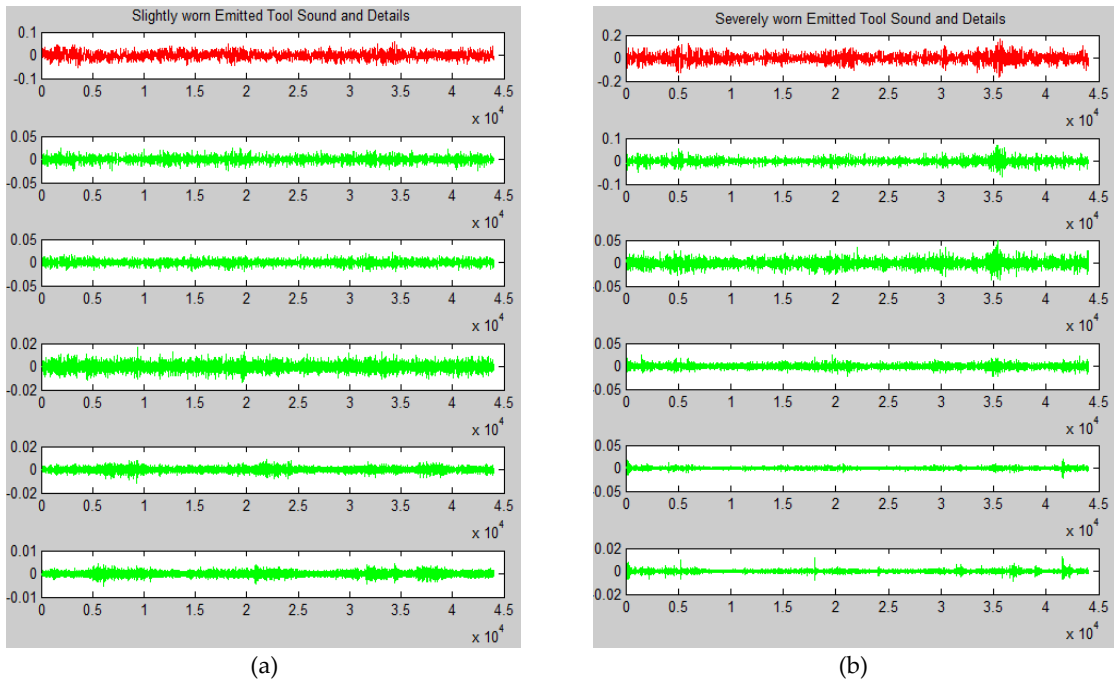 Slightly worn Emitted Tool Sound and Details
0.1
0
-0.1
0 0.5 1 1.5 2 2.5 3 3.5 4 4.5
x 10^4
0.05
0
-0.05
0 0.5 1 1.5 2 2.5 3 3.5 4 4.5
x 10^4
0.05
0
-0.05
0 0.5 1 1.5 2 2.5 3 3.5 4 4.5
x 10^4
0.02
0
-0.02
0 0.5 1 1.5 2 2.5 3 3.5 4 4.5
x 10^4
0.02
0
-0.02
0 0.5 1 1.5 2 2.5 3 3.5 4 4.5
x 10^4
0.01
0
-0.01
0 0.5 1 1.5 2 2.5 3 3.5 4 4.5
x 10^4
(a)
Severely worn Emitted Tool Sound and Details
0.2
0
-0.2
0 0.5 1 1.5 2 2.5 3 3.5 4 4.5
x 10^4
0.1
0
-0.1
0 0.5 1 1.5 2 2.5 3 3.5 4 4.5
x 10^4
0.05
0
0.05
0 0.5 1 1.5 2 2.5 3 3.5 4 4.5
x 10^4
0.05
0
0.05
0 0.5 1 1.5 2 2.5 3 3.5 4 4.5
x 10^4
0.05
0
0.05
0 0.5 1 1.5 2 2.5 3 3.5 4 4.5
x 10^4
0.02
0
-0.02
0 0.5 1 1.5 2 2.5 3 3.5 4 4.5
x 10^4
(b)